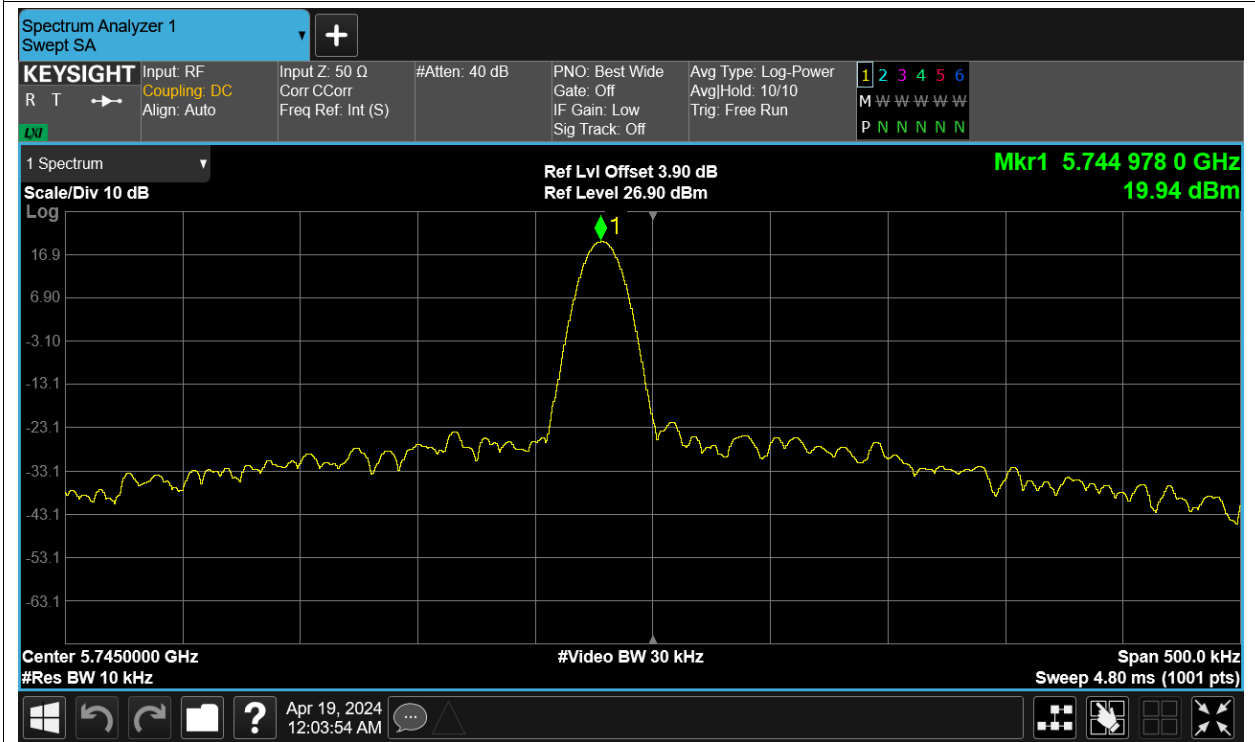 Spectrum Analyzer 1
Swept SA
+
KEYSIGHT
R T
LXI
Input: RF
Coupling: DC
Align: Auto
Input Z: 50 Ω
Corr CCorr
Freq Ref: Int (S)
#Atten: 40 dB
PNO: Best Wide
Gate: Off
IF Gain: Low
Sig Track: Off
Avg Type: Log-Power
Avg|Hold: 10/10
Trig: Free Run
1 2 3 4 5 6
M W W W W W
P N N N N N
1 Spectrum
Scale/Div 10 dB
Log
Ref Lvl Offset 3.90 dB
Ref Level 26.90 dBm
Mkr1 5.744 978 0 GHz
19.94 dBm
1
16.9
6.90
-3.10
-13.1
-23.1
-33.1
-43.1
-53.1
-63.1
Center 5.7450000 GHz
#Res BW 10 kHz
#Video BW 30 kHz
Span 500.0 kHz
Sweep 4.80 ms (1001 pts)
?
Apr 19, 2024
12:03:54 AM